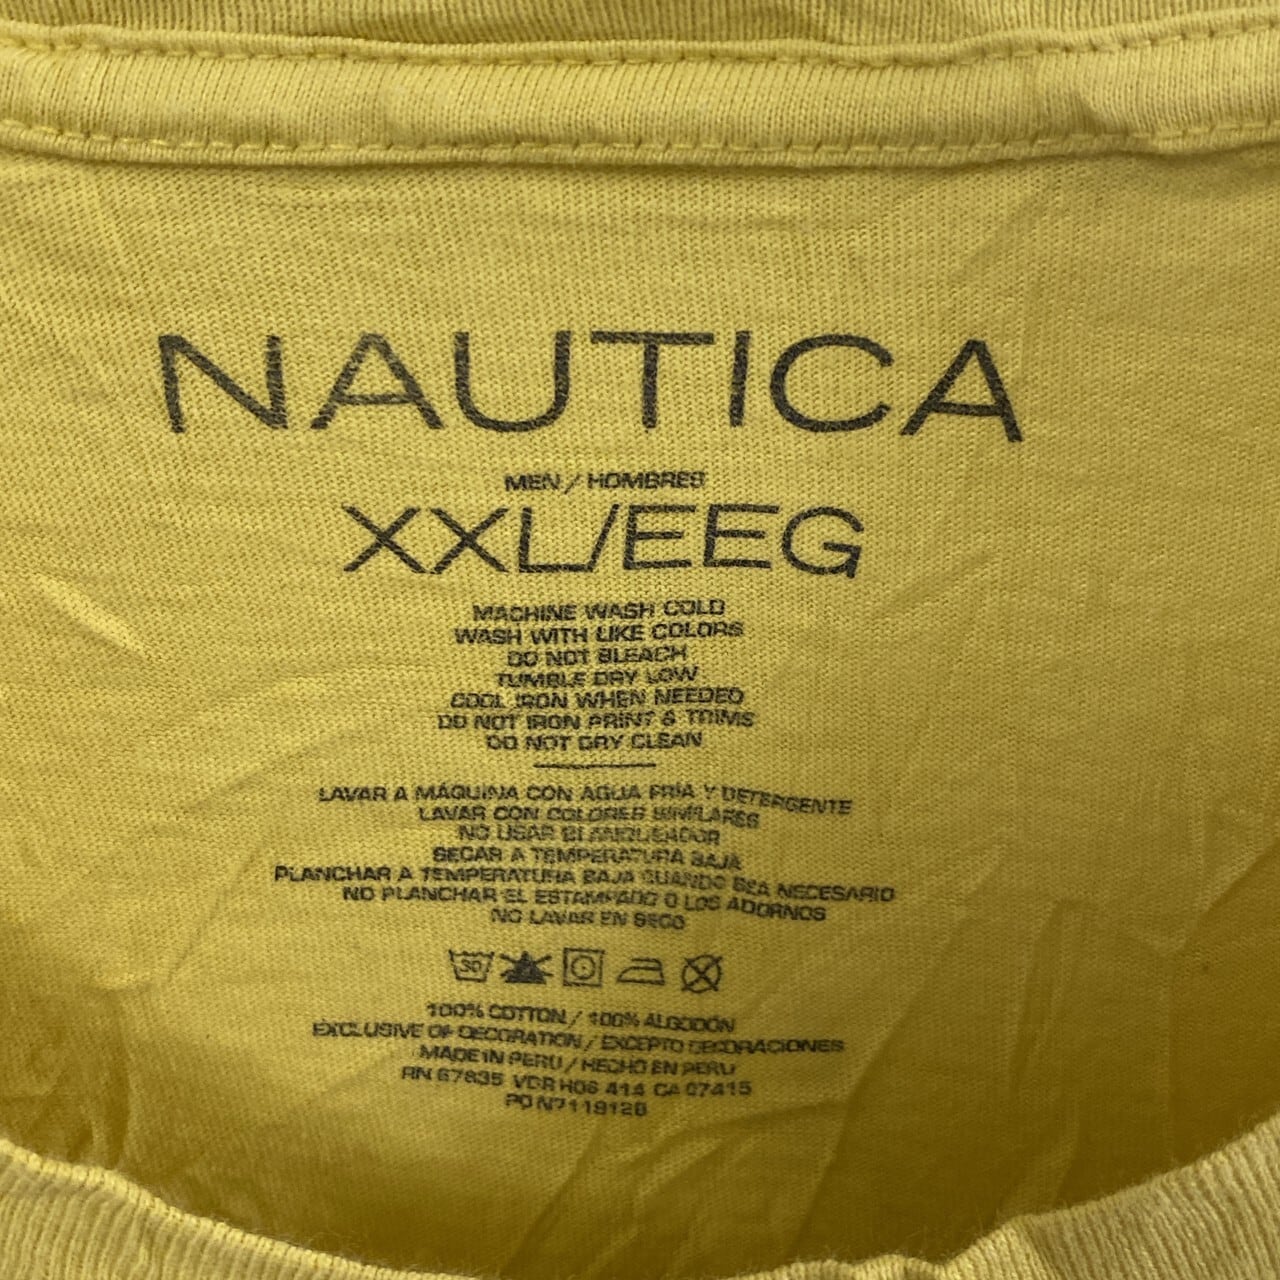 NAUTICA
MEN / HOMBRES
XXL/EEG
MACHINE WASH COLD
WASH WITH LIKE COLORS
DO NOT BLEACH
TUMBLE DRY LOW
COOL IRON WHEN NEEDED
DO NOT IRON PRINT & TRIMS
DO NOT DRY CLEAN
LAVAR A MÁQUINA CON AGUA FRIA Y DETERGENTE
LAVAR CON COLORES SIMILARES
NO USAR BLANQUEADOR
SECAR A TEMPERATURA BAJA
PLANCHAR A TEMPERATURA BAJA CUANDO SEA NECESARIO
NO PLANCHAR EL ESTAMPADO O LOS ADORNOS
NO LAVAR EN SECO
30
100% COTTON / 100% ALGODÓN
EXCLUSIVE OF DECORATION / EXCEPTO DECORACIONES
MADE IN PERU / HECHO EN PERU
RN 67835 VDR H06 414 CA 07415
PO N7119128